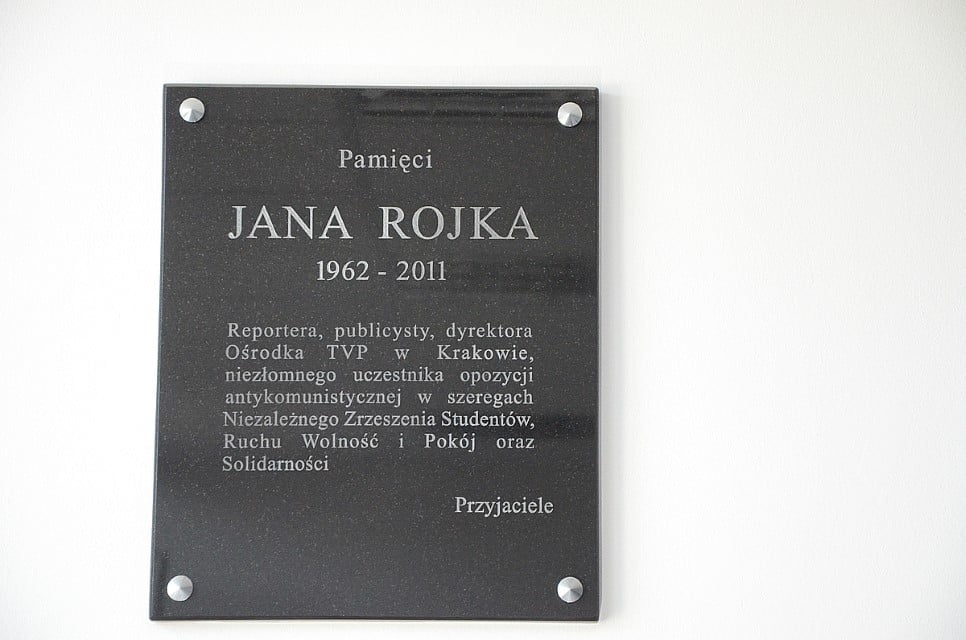 Pamięci
JANA ROJKA
1962 - 2011
Reportera, publicysty, dyrektora
Ośrodka TVP w Krakowie,
niezłomnego uczestnika opozycji
antykomunistycznej w szeregach
Niezależnego Zrzeszenia Studentów,
Ruchu Wolność i Pokój oraz
Solidarności
Przyjaciele